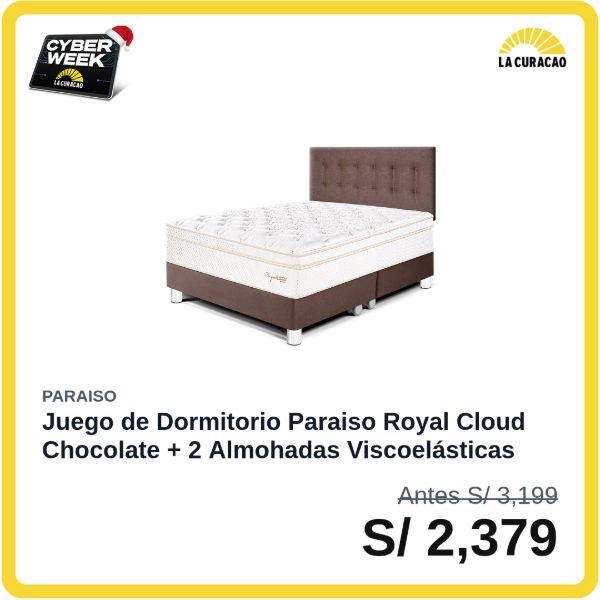 CYBER
WEEK
LA CURACAO
LA CURACAO
PARAISO
Juego de Dormitorio Paraiso Royal Cloud
Chocolate + 2 Almohadas Viscoelásticas
Antes S/ 3,199
S/ 2,379